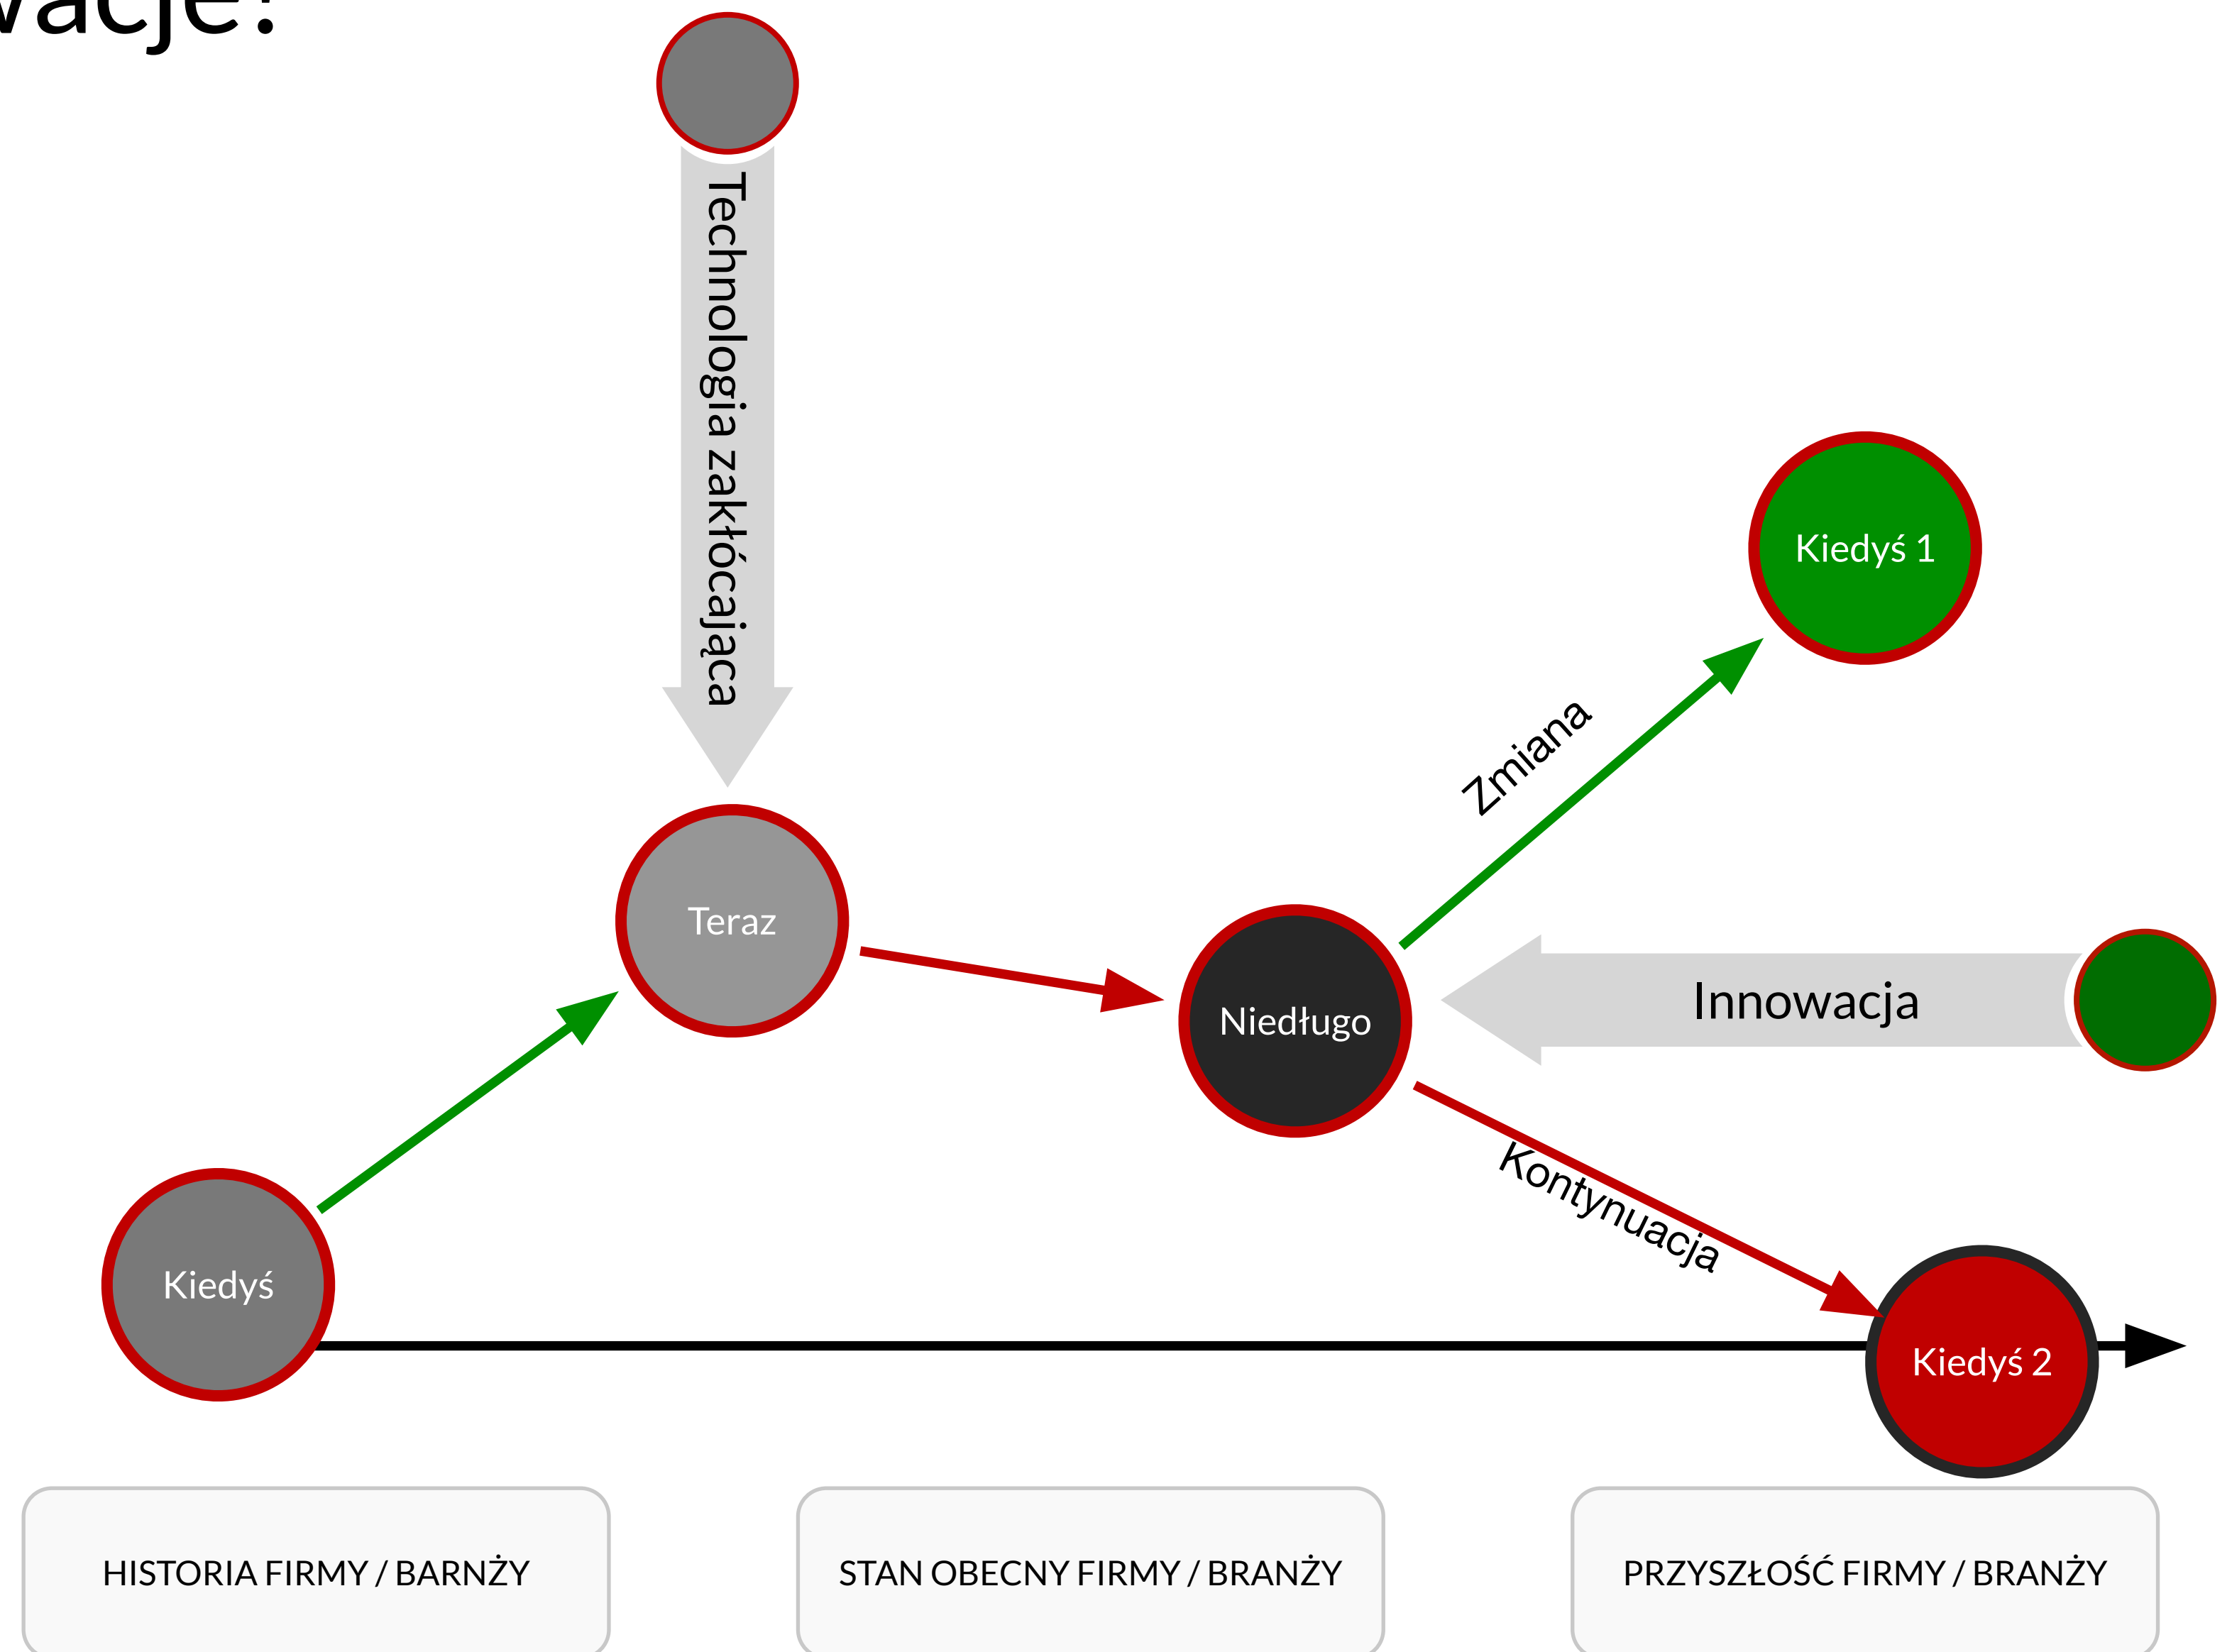 Technologia zakłócająca
Kiedyś 1
Zmiana
Teraz
Innowacja
Niedługo
Kontynuacja
Kiedyś
Kiedyś 2
HISTORIA FIRMY / BARNŻY
STAN OBECNY FIRMY / BRANŻY
PRZYSZŁOŚĆ FIRMY / BRANŻY